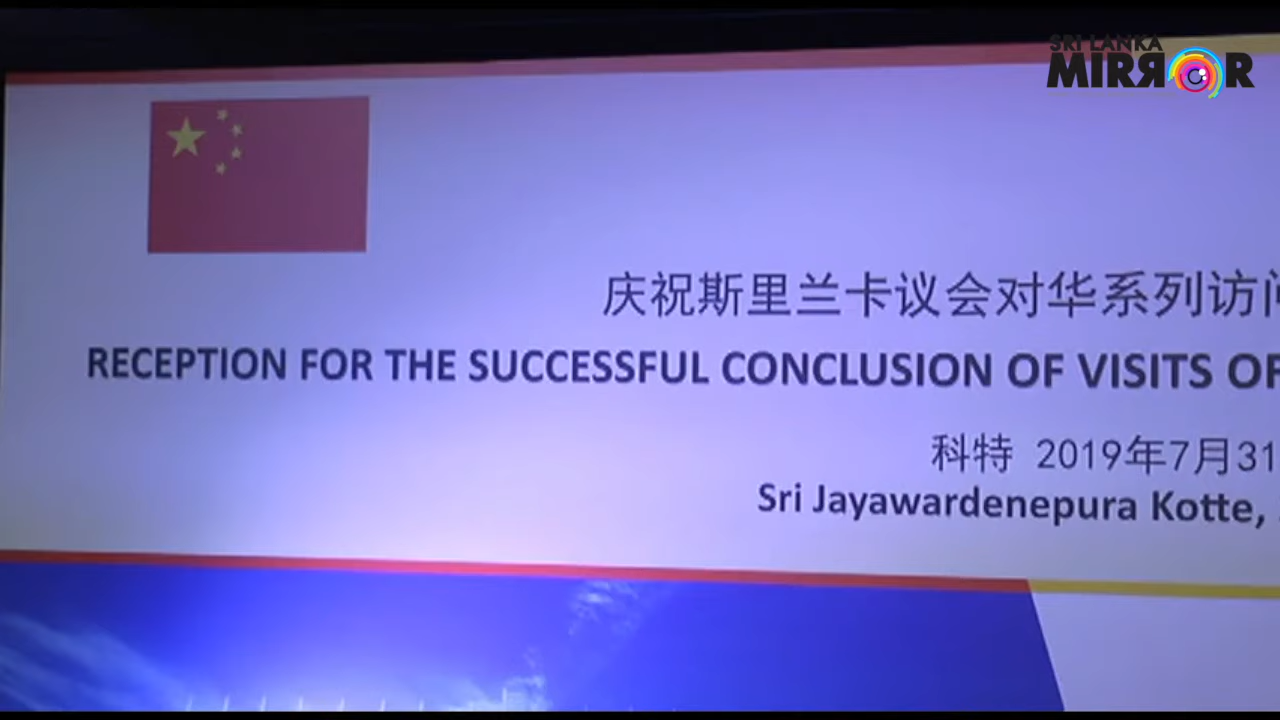 SRI LANKA
MIRROR
庆祝斯里兰卡议会对华系列访问
RECEPTION FOR THE SUCCESSFUL CONCLUSION OF VISITS OF
科特 2019年7月31
Sri Jayawardenepura Kotte,